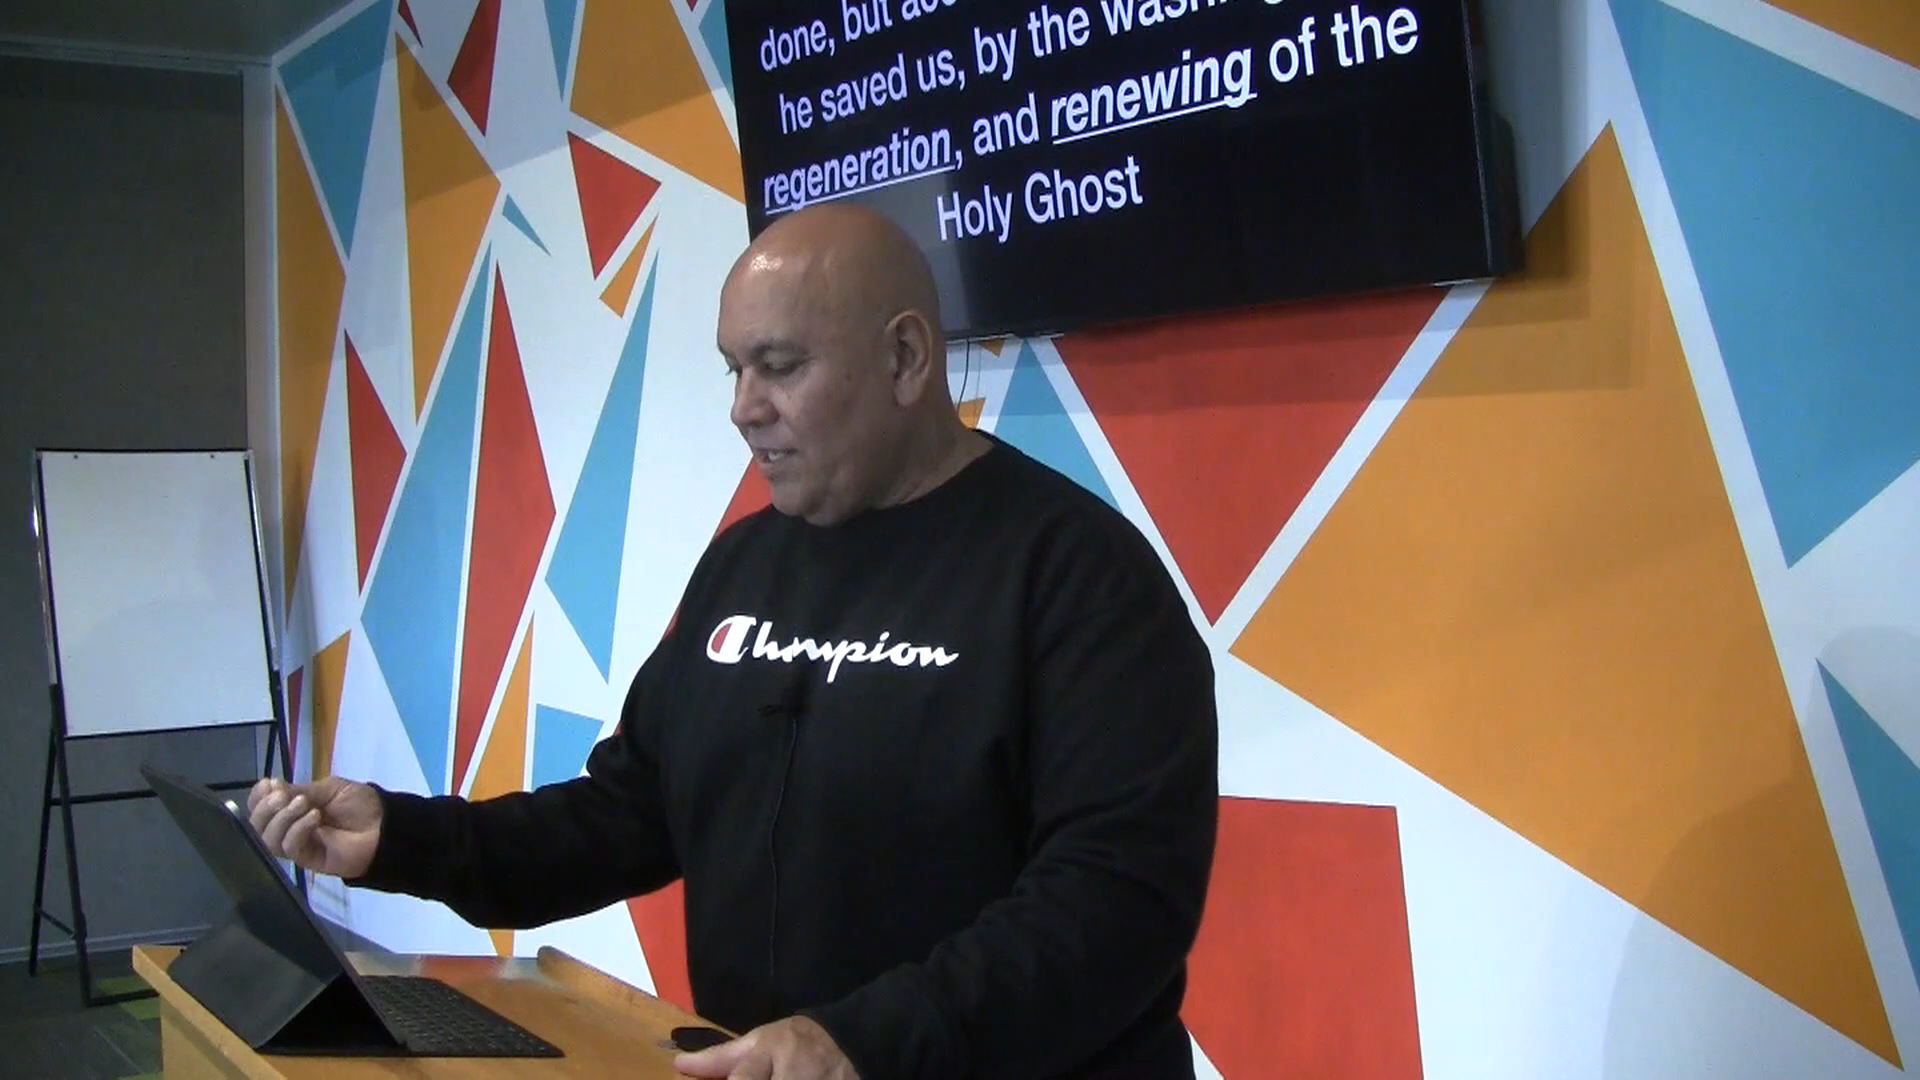 done, but
he saved us, by the
regeneration, and renewing of the
Holy Ghost
Champion